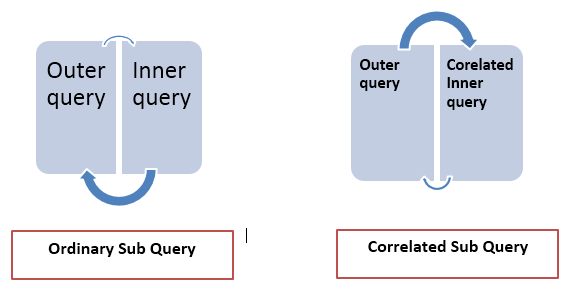 Outer
query
Inner
query
Ordinary Sub Query
Outer
query
Corelated
Inner
query
Correlated Sub Query